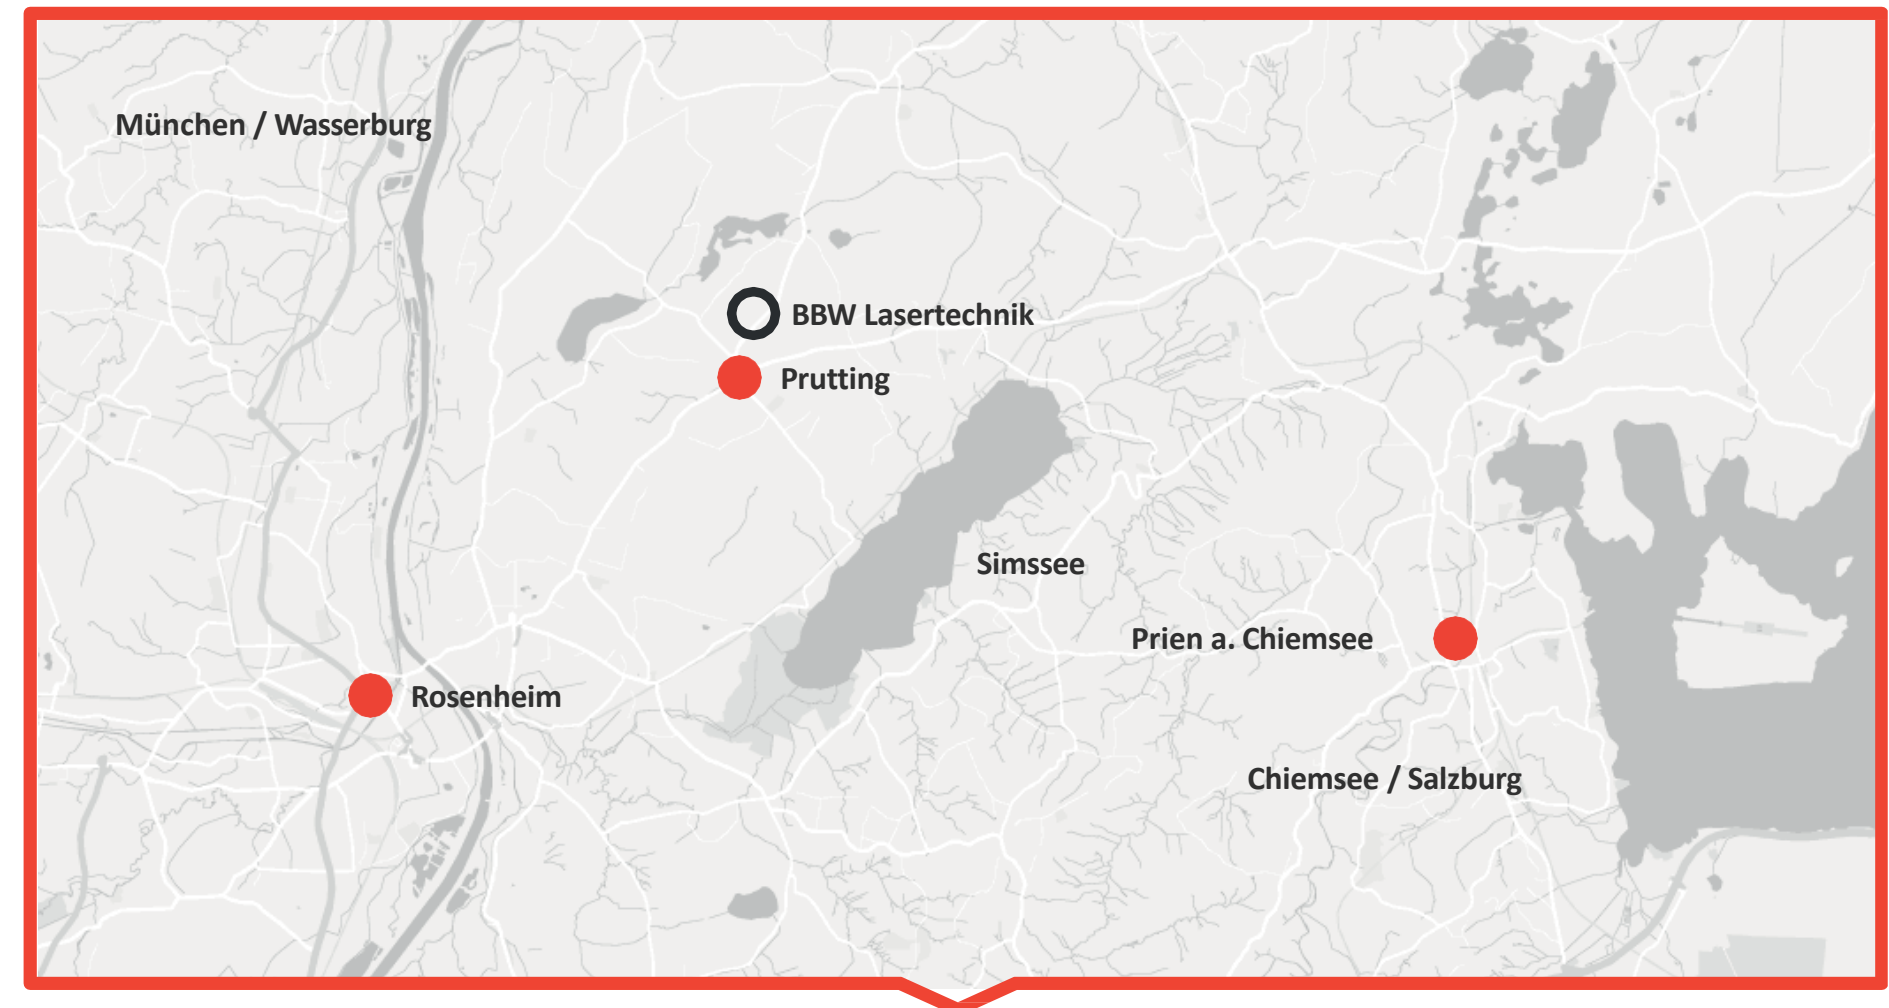 München / Wasserburg
BBW Lasertechnik
Prutting
Simssee
Prien a. Chiemsee
Rosenheim
Chiemsee / Salzburg